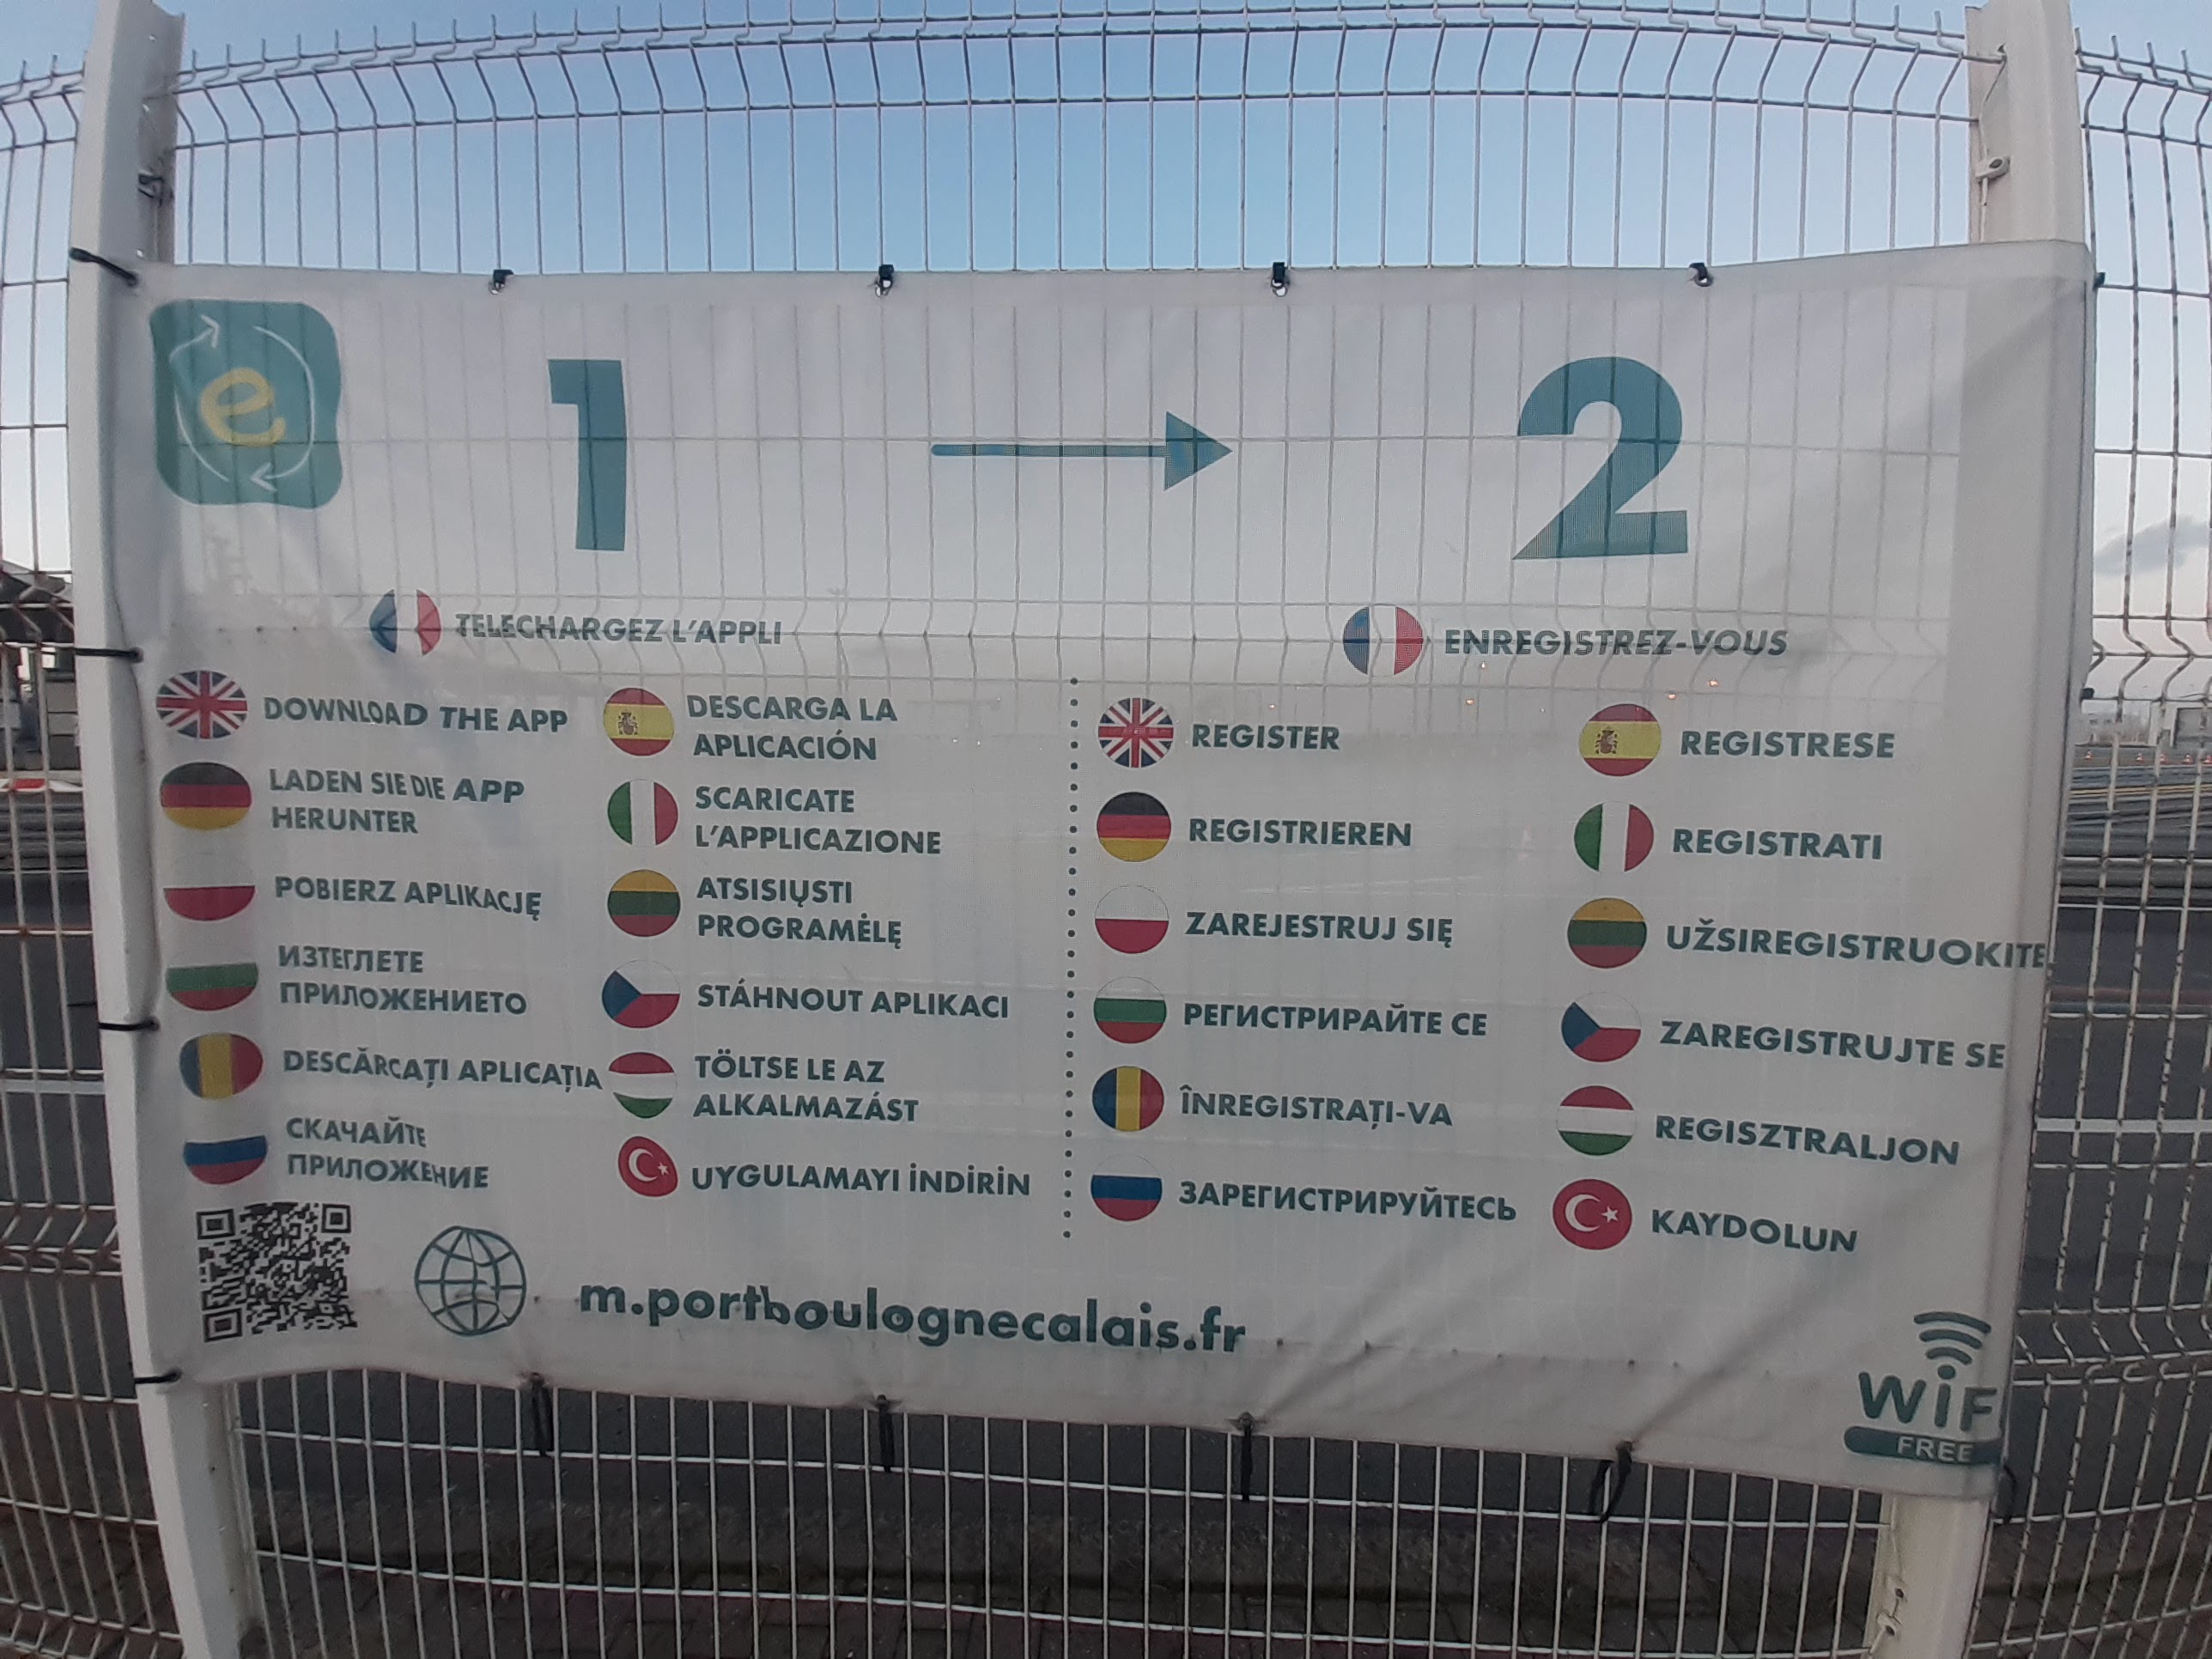 e
1
2
TELECHARGEZ L'APPLI
DOWNLOAD THE APP
LADEN SIE DIE APP
HERUNTER
POBIERZ APLIKACJĘ
ИЗТЕГЛЕТЕ
ПРИЛОЖЕНИЕТО
DESCĂRCAȚI APLICAȚIA
СКАЧАЙТЕ
ПРИЛОЖЕНИЕ
DESCARGA LA
APLICACIÓN
SCARICATE
L'APPLICAZIONE
ATSISIŲSTI
PROGRAMĖLĘ
STÁHNOUT APLIKACI
TÖLTSE LE AZ
ALKALMAZÁST
UYGULAMAYI İNDİRİN
ENREGISTREZ-VOUS
REGISTER
REGISTRIEREN
ZAREJESTRUJ SIĘ
РЕГИСТРИРАЙТЕ СЕ
ÎNREGISTRAȚI-VA
ЗАРЕГИСТРИРУЙТЕСЬ
REGISTRESE
REGISTRATI
UŽSIREGISTRUOKITE
ZAREGISTRUJTE SE
REGISZTRALJON
KAYDOLUN
m.portboulognecalais.fr
WiF
FREE